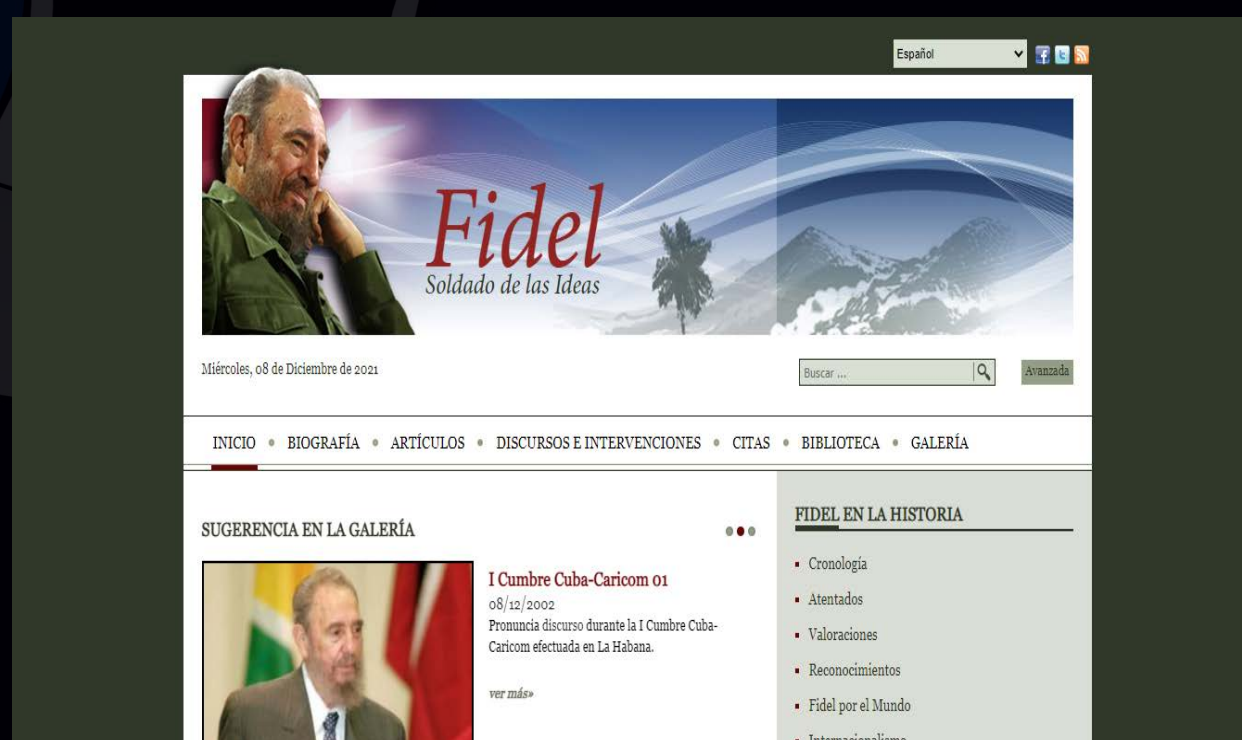 Español
Fidel
Soldado de las Ideas
Miércoles, 08 de Diciembre de 2021
Buscar ...
Avanzada
INICIO • BIOGRAFÍA • ARTÍCULOS • DISCURSOS E INTERVENCIONES • CITAS • BIBLIOTECA • GALERÍA
SUGERENCIA EN LA GALERÍA
I Cumbre Cuba-Caricom 01
08/12/2002
Pronuncia discurso durante la I Cumbre Cuba-
Caricom efectuada en La Habana.
ver más»
FIDEL EN LA HISTORIA
Cronología
Atentados
Valoraciones
Reconocimientos
Fidel por el Mundo
Internacionalismo